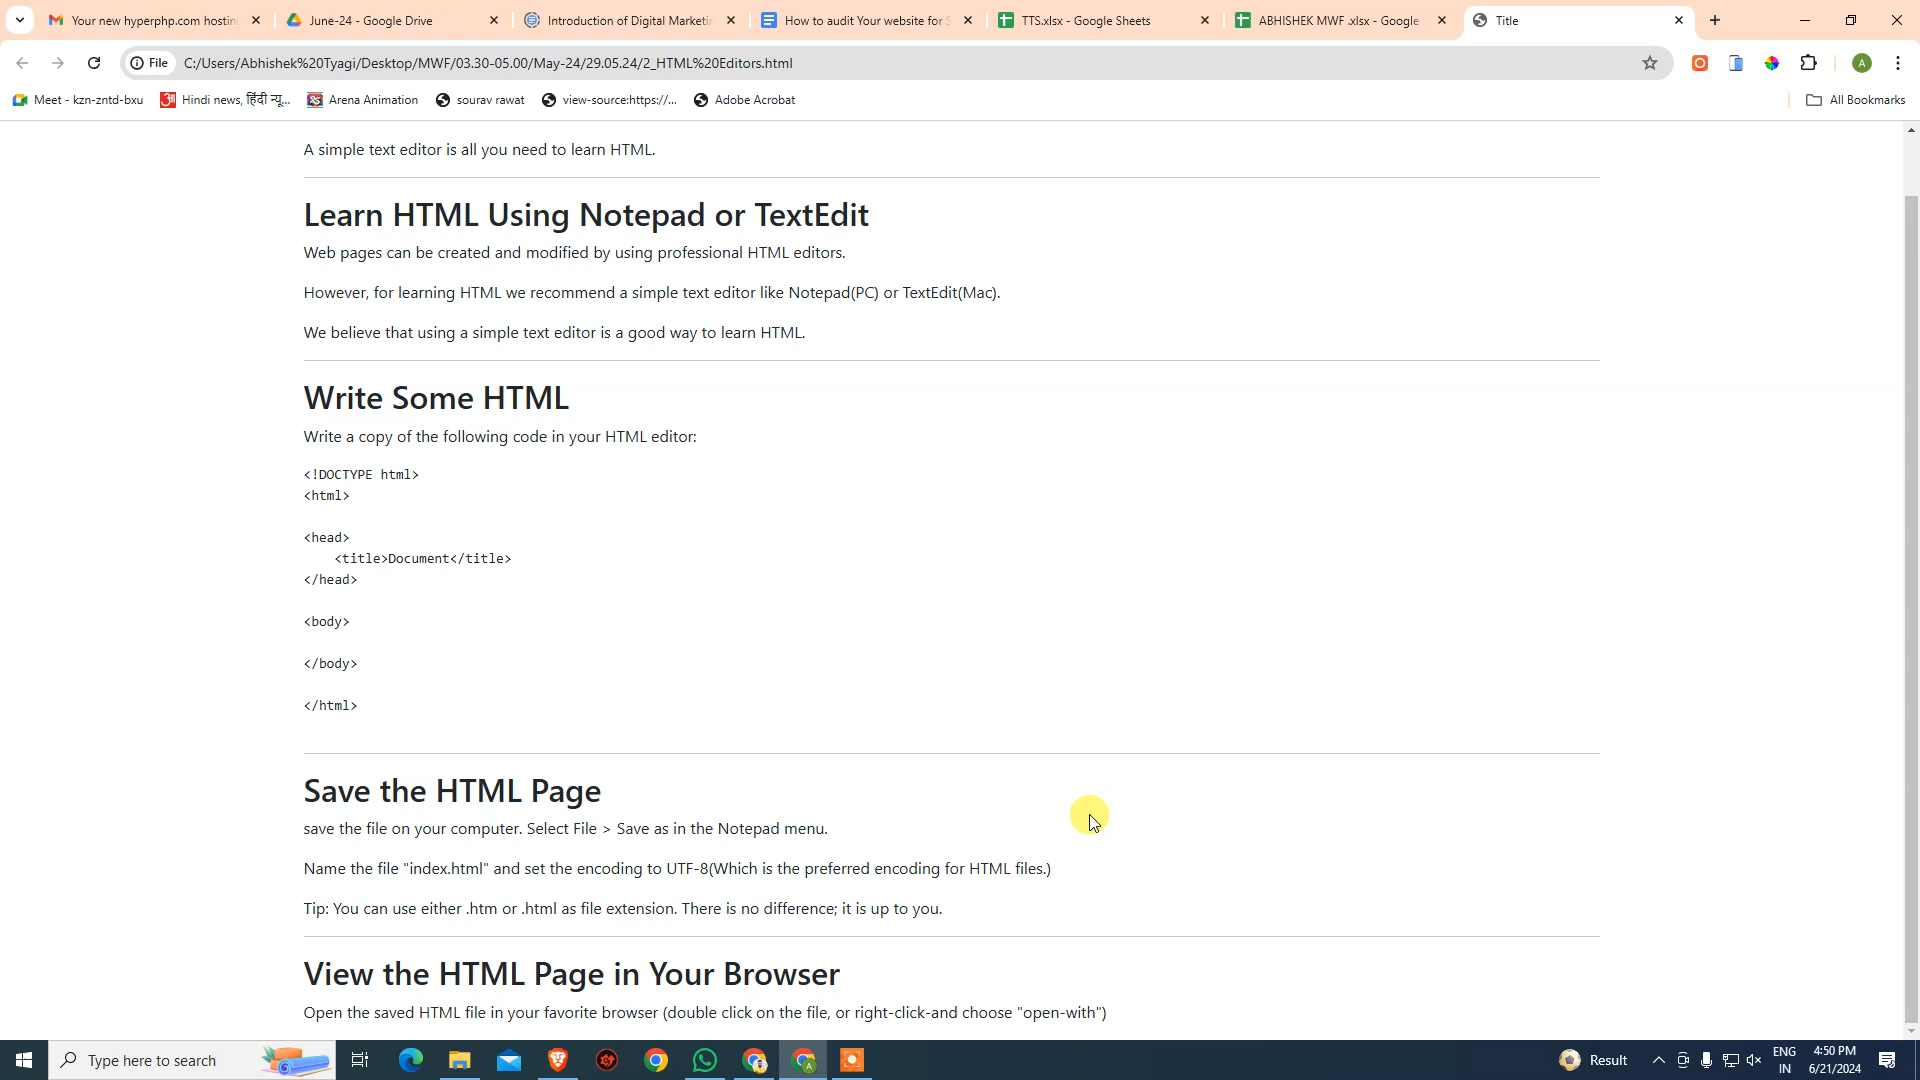 Your new hyperphp.com hostin
June-24 - Google Drive
Introduction of Digital Marketin
How to audit Your website for S
TTS.xlsx - Google Sheets
ABHISHEK MWF .xlsx - Google
Title
File
C:/Users/Abhishek%20Tyagi/Desktop/MWF/03.30-05.00/May-24/29.05.24/2_HTML%20Editors.html
A
Meet - kzn-zntd-bxu
Hindi news, हिंदी न्यू...
Arena Animation
sourav rawat
view-source:https://...
Adobe Acrobat
All Bookmarks
A simple text editor is all you need to learn HTML.
Learn HTML Using Notepad or TextEdit
Web pages can be created and modified by using professional HTML editors.
However, for learning HTML we recommend a simple text editor like Notepad(PC) or TextEdit(Mac).
We believe that using a simple text editor is a good way to learn HTML.
Write Some HTML
Write a copy of the following code in your HTML editor:
<!DOCTYPE html>
<html>
<head>
<title>Document</title>
</head>
<body>
</body>
</html>
Save the HTML Page
save the file on your computer. Select File > Save as in the Notepad menu.
Name the file "index.html" and set the encoding to UTF-8(Which is the preferred encoding for HTML files.)
Tip: You can use either .htm or .html as file extension. There is no difference; it is up to you.
View the HTML Page in Your Browser
Open the saved HTML file in your favorite browser (double click on the file, or right-click-and choose "open-with")
Type here to search
Result
ENG
IN
4:50 PM
6/21/2024